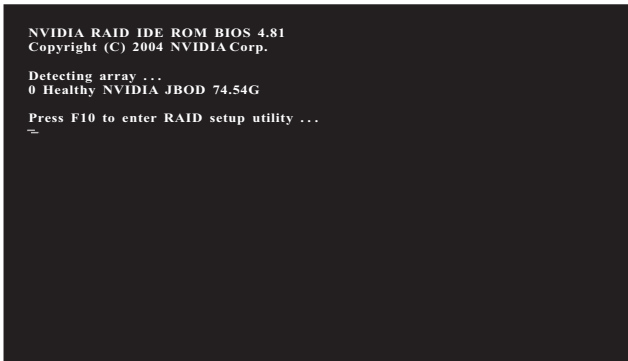 NVIDIA RAID IDE ROM BIOS 4.81
Copyright (C) 2004 NVIDIA Corp.
Detecting array ...
0 Healthy NVIDIA JBOD 74.54G
Press F10 to enter RAID setup utility ...